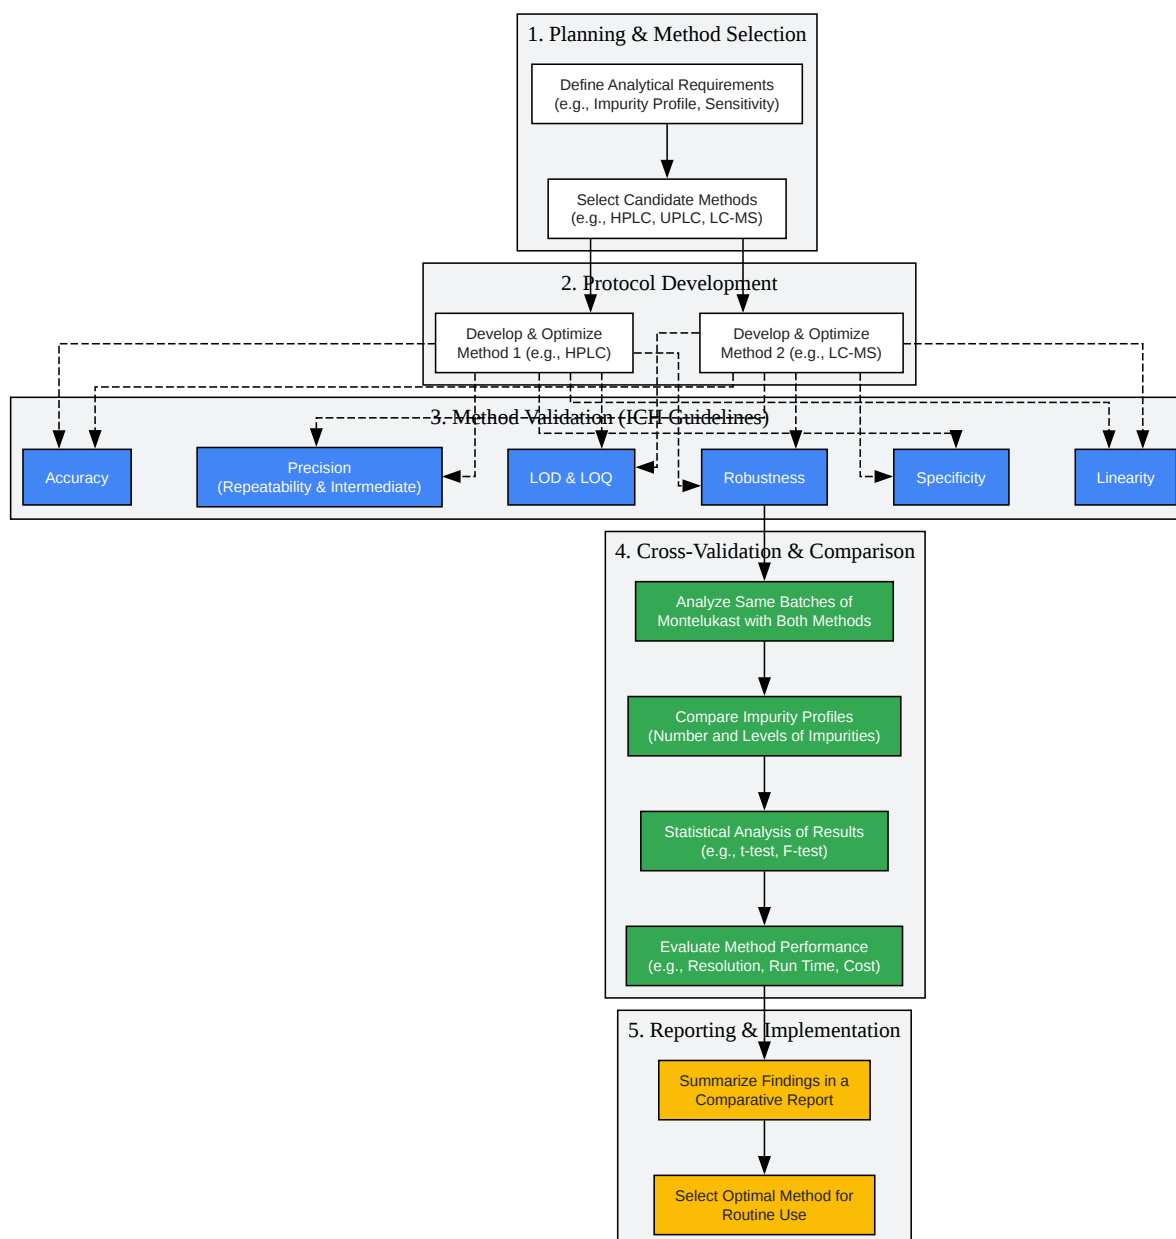 1. Planning & Method Selection
Define Analytical Requirements
(e.g., Impurity Profile, Sensitivity)
Select Candidate Methods
(e.g., HPLC, UPLC, LC-MS)
2. Protocol Development
Develop & Optimize
Method 1 (e.g., HPLC)
Develop & Optimize
Method 2 (e.g., LC-MS)
3. Method Validation (ICH Guidelines)
Accuracy
Precision
(Repeatability & Intermediate)
LOD & LOQ
Robustness
Specificity
Linearity
4. Cross-Validation & Comparison
Analyze Same Batches of
Montelukast with Both Methods
Compare Impurity Profiles
(Number and Levels of Impurities)
Statistical Analysis of Results
(e.g., t-test, F-test)
Evaluate Method Performance
(e.g., Resolution, Run Time, Cost)
5. Reporting & Implementation
Summarize Findings in a
Comparative Report
Select Optimal Method for
Routine Use